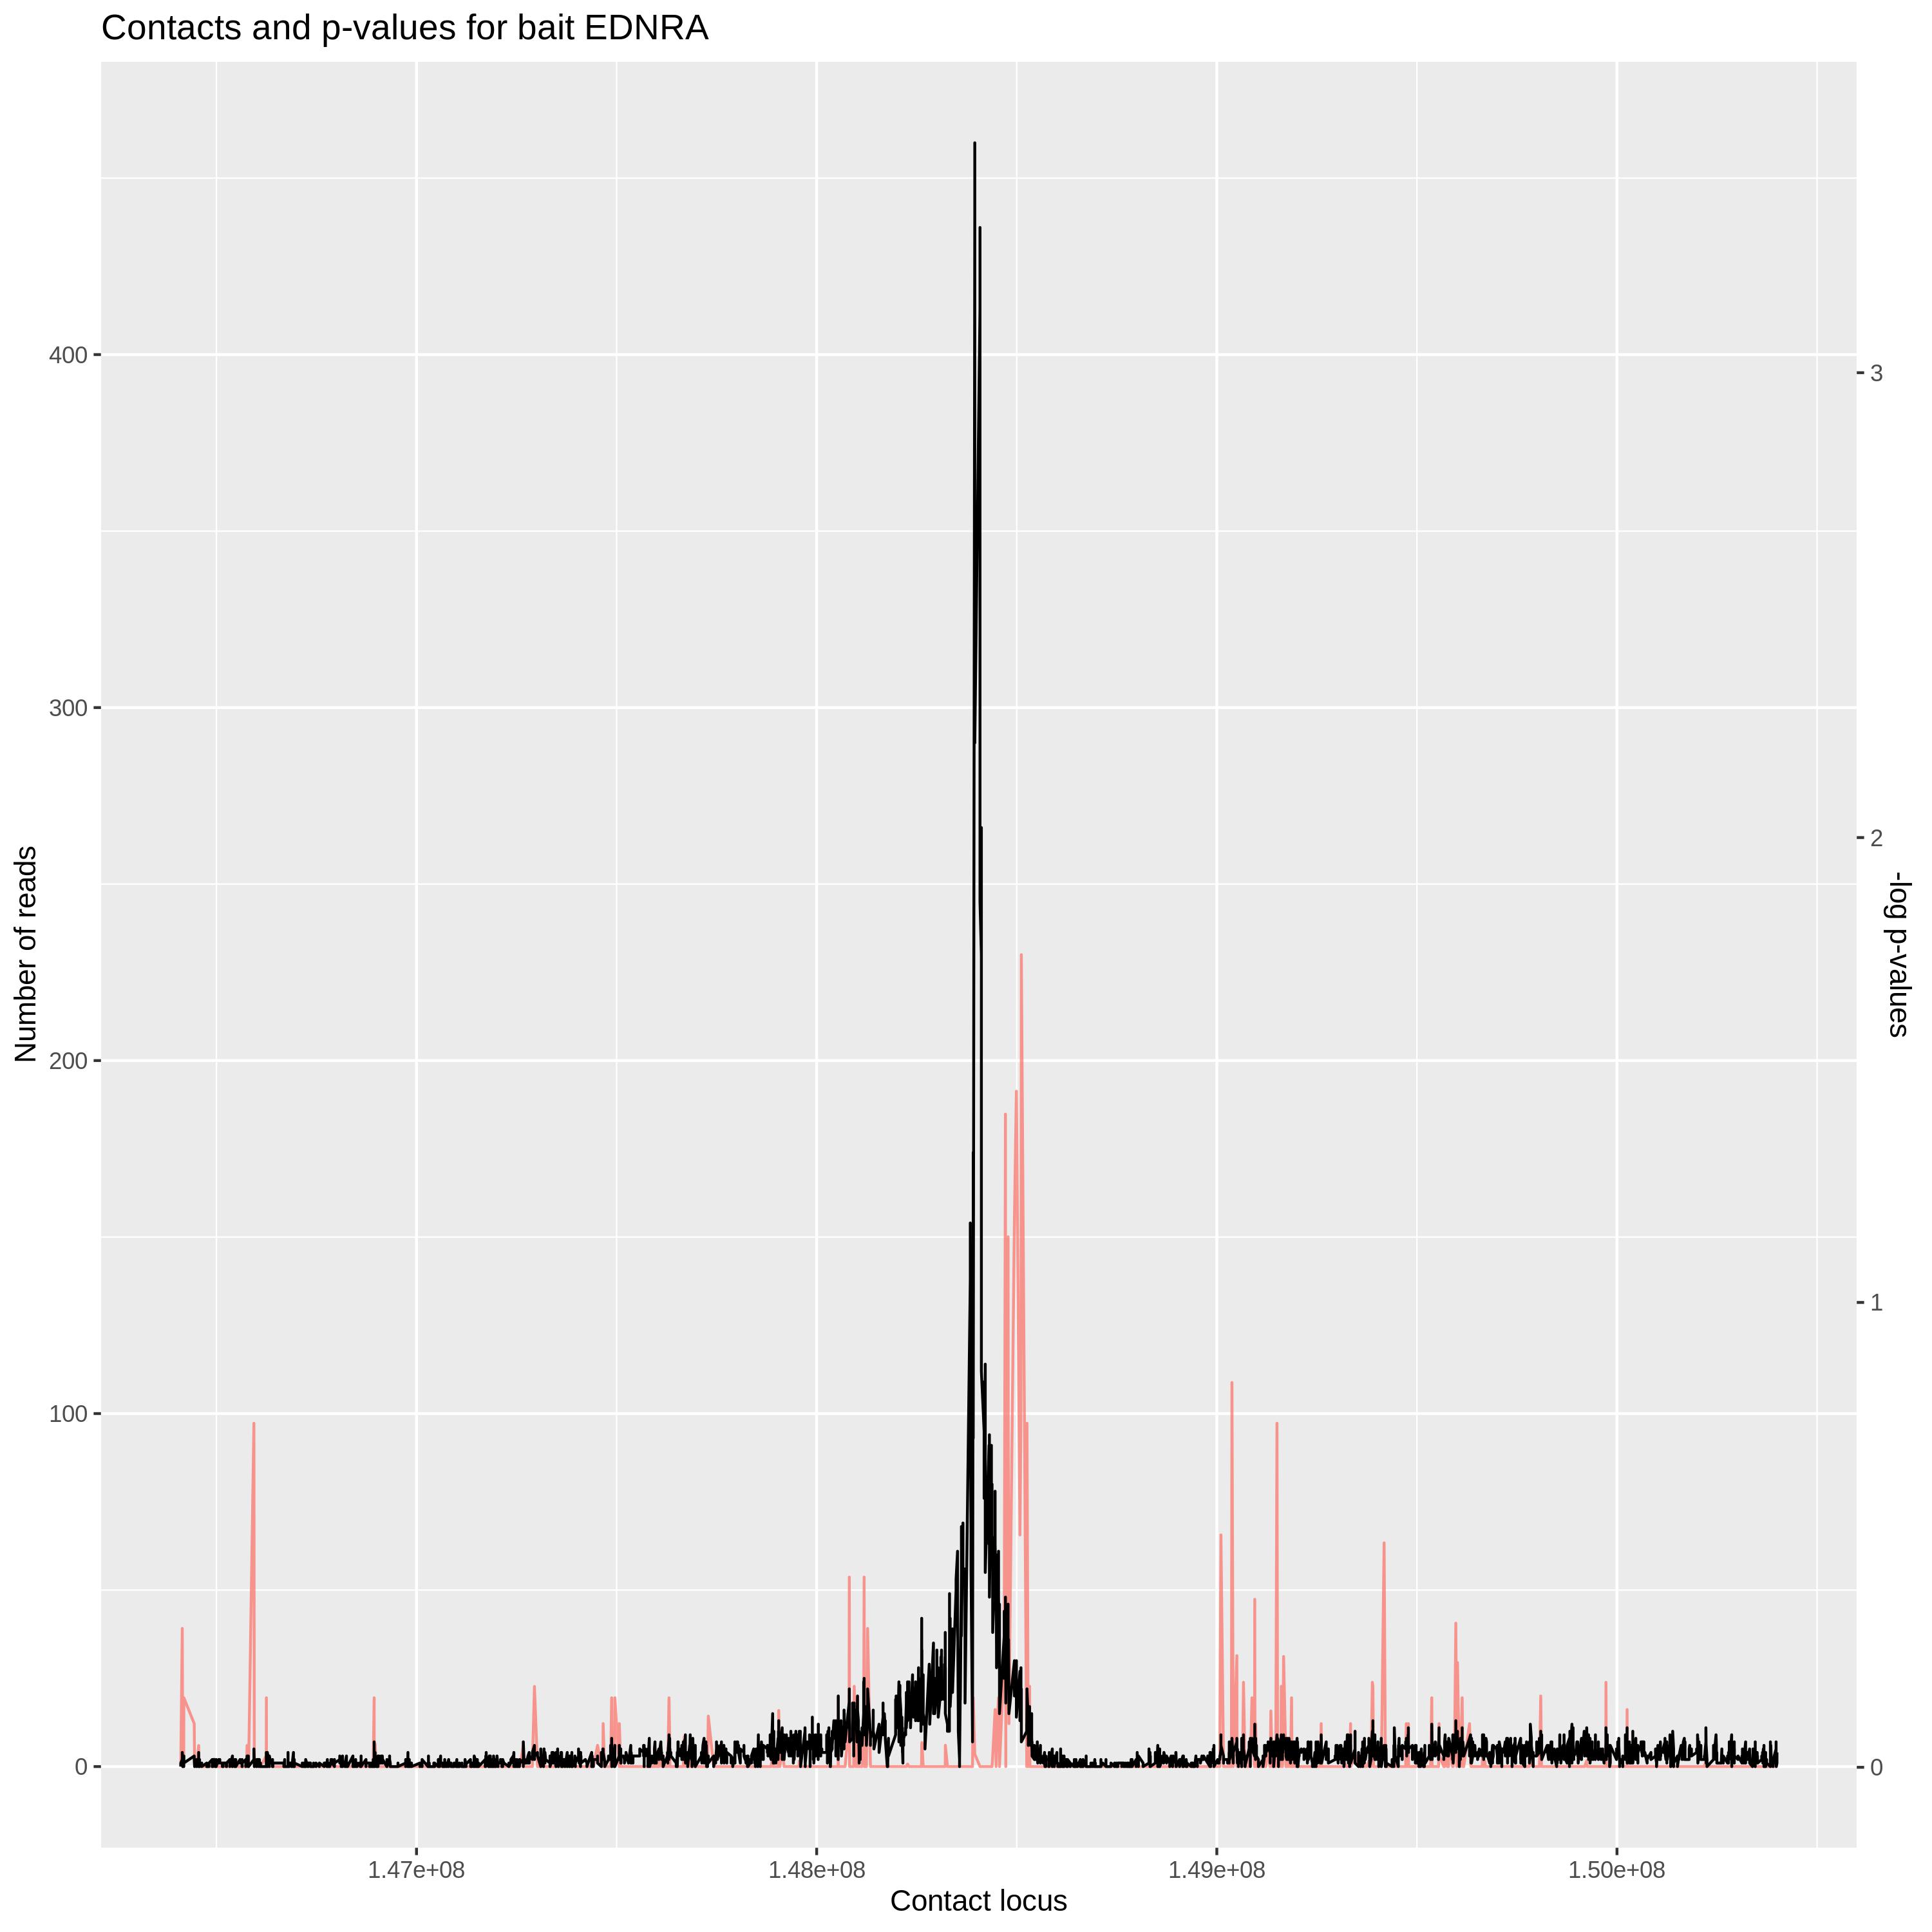 Contacts and p-values for bait EDNRA
Number of reads
400
300
200
100
0
3
2
1
0
-log p-values
1.47e+08
1.48e+08
1.49e+08
1.50e+08
Contact locus